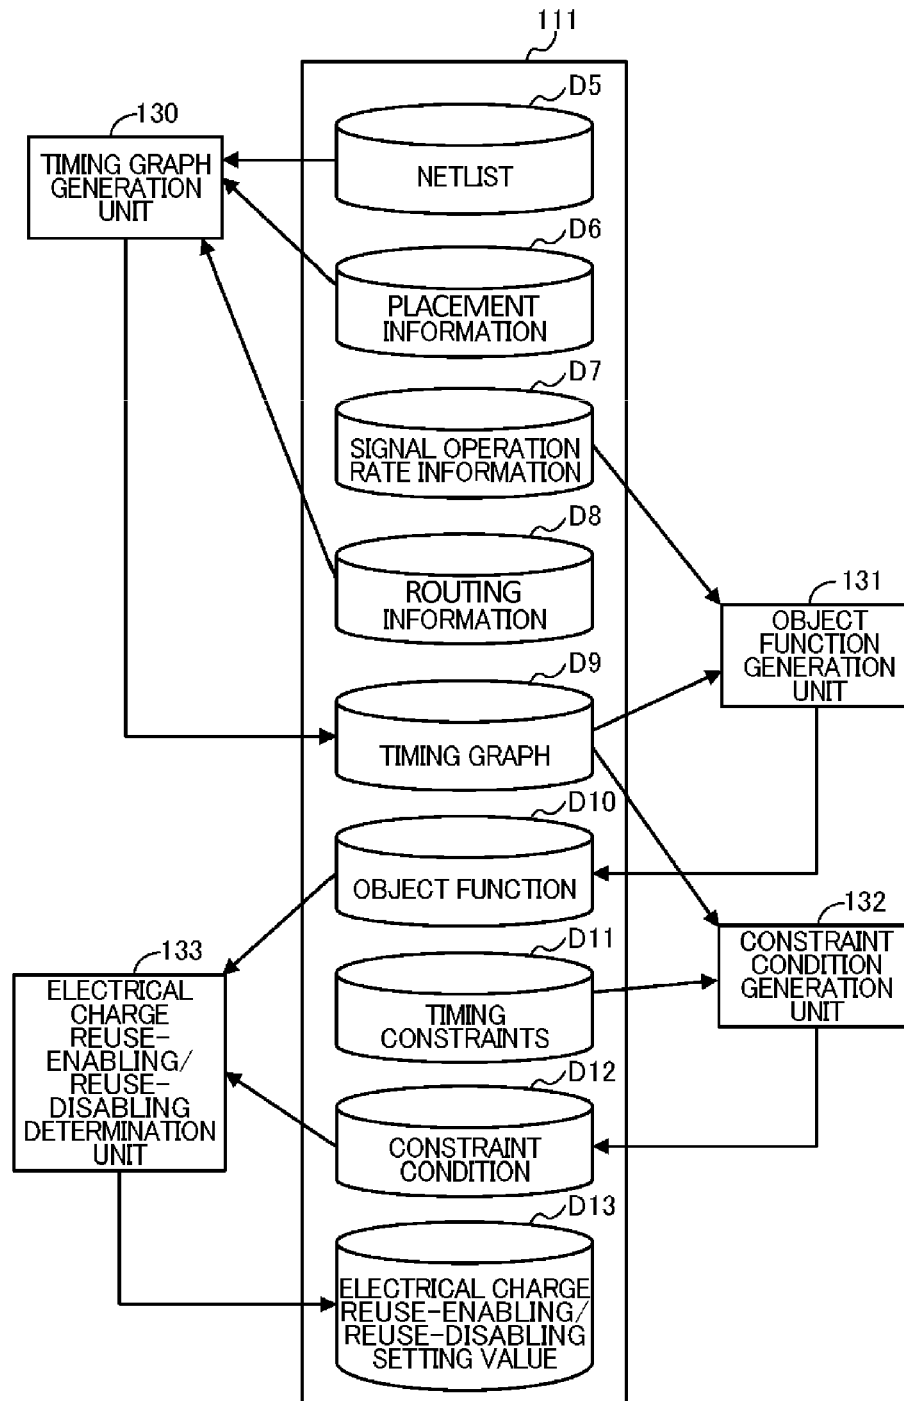 111
D5
NETLIST
130
TIMING GRAPH
GENERATION
UNIT
D6
PLACEMENT
INFORMATION
D7
SIGNAL OPERATION
RATE INFORMATION
D8
ROUTING
INFORMATION
131
OBJECT
FUNCTION
GENERATION
UNIT
D9
TIMING GRAPH
D10
OBJECT FUNCTION
132
CONSTRAINT
CONDITION
GENERATION
UNIT
D11
TIMING
CONSTRAINTS
133
ELECTRICAL
CHARGE
REUSE-
ENABLING/
REUSE-
DISABLING
DETERMINATION
UNIT
D12
CONSTRAINT
CONDITION
D13
ELECTRICAL CHARGE
REUSE-ENABLING/
REUSE-DISABLING
SETTING VALUE